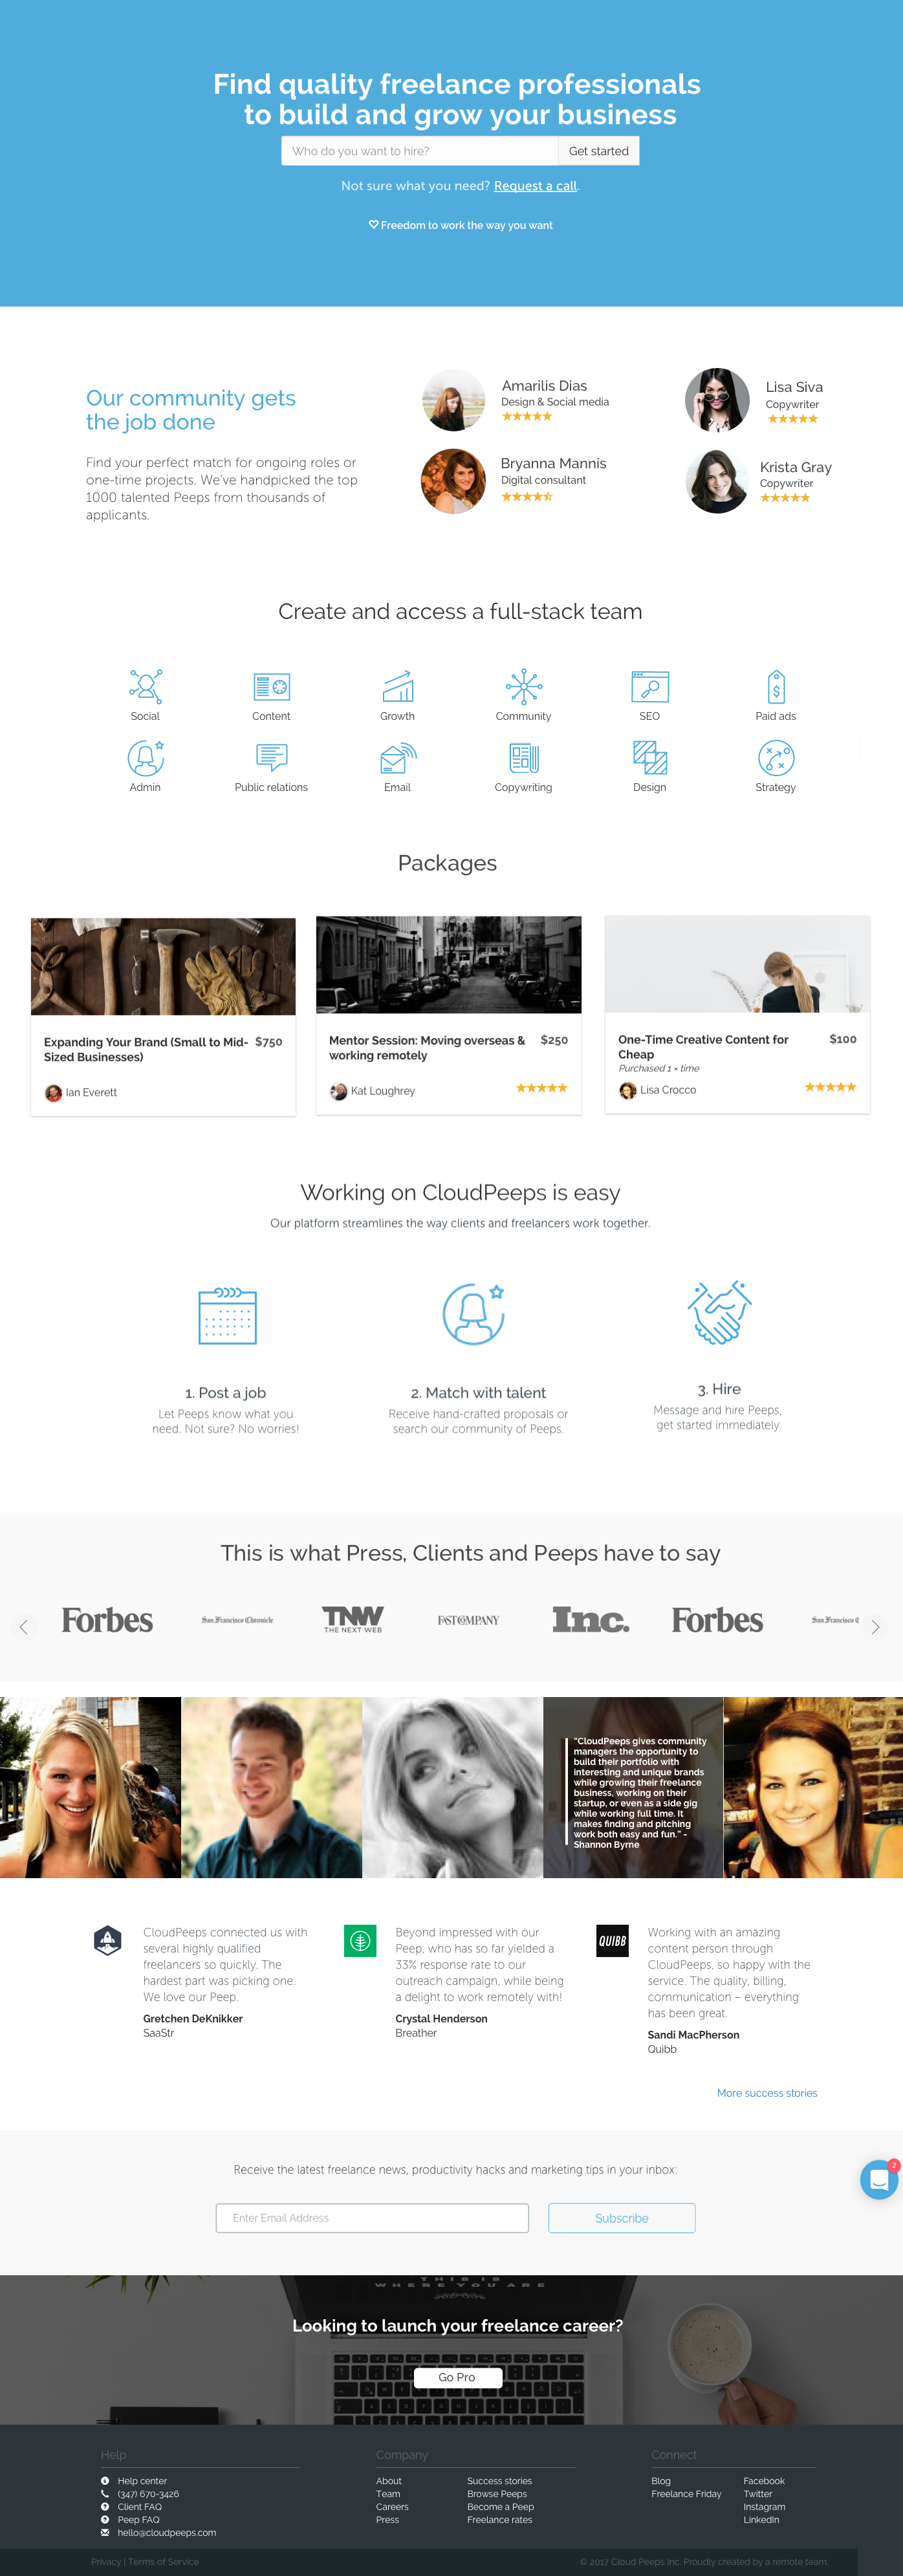 Find quality freelance professionals
to build and grow your business
Who do you want to hire?
Get started
Not sure what you need? Request a call.
Freedom to work the way you want
Our community gets
the job done
Find your perfect match for ongoing roles or
one-time projects. We've handpicked the top
1000 talented Peeps from thousands of
applicants.
Amarilis Dias
Design & Social media
Lisa Siva
Copywriter
Bryanna Mannis
Digital consultant
Krista Gray
Copywriter
Create and access a full-stack team
Social
Content
Growth
Community
SEO
Paid ads
Admin
Public relations
Email
Copywriting
Design
Strategy
Packages
Expanding Your Brand (Small to Mid-
Sized Businesses)
$750
Ian Everett
Mentor Session: Moving overseas &
working remotely
$250
Kat Loughrey
One-Time Creative Content for
Cheap
$100
Purchased 1 × time
Lisa Crocco
Working on CloudPeeps is easy
Our platform streamlines the way clients and freelancers work together.
1. Post a job
Let Peeps know what you
need. Not sure? No worries!
2. Match with talent
Receive hand-crafted proposals or
search our community of Peeps.
3. Hire
Message and hire Peeps,
get started immediately.
This is what Press, Clients and Peeps have to say
Forbes
San Francisco Chronicle
TNW
THE NEXT WEB
FAST COMPANY
Inc.
Forbes
San Francisco C
"CloudPeeps gives community
managers the opportunity to
build their portfolio with
interesting and unique brands
while growing their freelance
business, working on their
startup, or even as a side gig
while working full time. It
makes finding and pitching
work both easy and fun." -
Shannon Byrne
CloudPeeps connected us with
several highly qualified
freelancers so quickly. The
hardest part was picking one.
We love our Peep.
Gretchen DeKnikker
SaaStr
Beyond impressed with our
Peep, who has so far yielded a
33% response rate to our
outreach campaign, while being
a delight to work remotely with!
Crystal Henderson
Breather
QUIBB
Working with an amazing
content person through
CloudPeeps, so happy with the
service. The quality, billing,
communication – everything
has been great.
Sandi MacPherson
Quibb
More success stories
Receive the latest freelance news, productivity hacks and marketing tips in your inbox:
2
Enter Email Address
Subscribe
THIS IS
WHERE YOU ARE
Looking to launch your freelance career?
Go Pro
Help
Help center
(347) 670-3426
Client FAQ
Peep FAQ
hello@cloudpeeps.com
Company
About
Team
Careers
Press
Success stories
Browse Peeps
Become a Peep
Freelance rates
Connect
Blog
Freelance Friday
Facebook
Twitter
Instagram
LinkedIn
Privacy | Terms of Service
© 2017 Cloud Peeps Inc. Proudly created by a remote team.